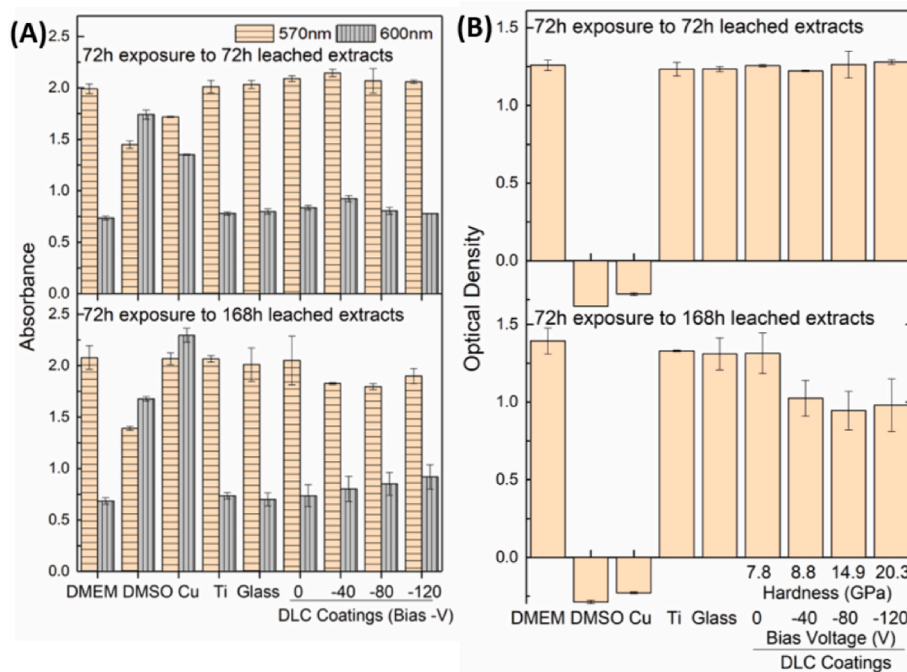 (A)
570nm 600nm
72h exposure to 72h leached extracts
2.5
2.0
1.5
1.0
0.5
0.0
72h exposure to 168h leached extracts
2.5
2.0
1.5
1.0
0.5
0.0
Absorbance
DMEM DMSO Cu Ti Glass 0 -40 -80 -120
DLC Coatings (Bias -V)
(B)
72h exposure to 72h leached extracts
1.5
1.0
0.5
0.0
72h exposure to 168h leached extracts
1.5
1.0
0.5
0.0
Optical Density
7.8 8.8 14.9 20.3
Hardness (GPa)
DMEM DMSO Cu Ti Glass 0 -40 -80 -120
Bias Voltage (V)
DLC Coatings